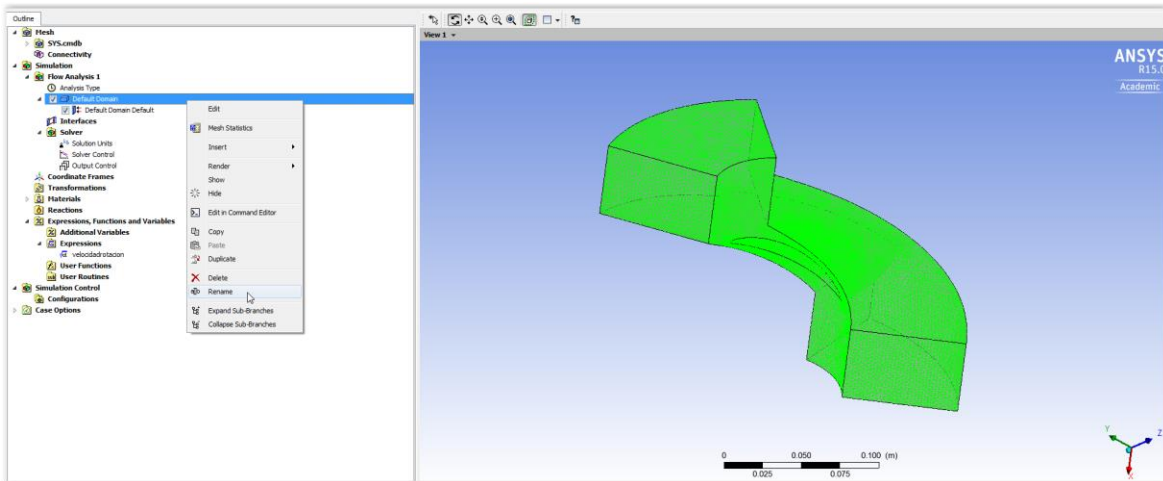 Outline
Mesh
SYS.cmdb
Connectivity
Simulation
Flow Analysis 1
Analysis Type
Default Domain
Default Domain Default
Interfaces
Solver
Solution Units
Solver Control
Output Control
Coordinate Frames
Transformations
Materials
Reactions
Expressions, Functions and Variables
Additional Variables
Expressions
velocidadrotacion
User Functions
User Routines
Simulation Control
Configurations
Case Options
Edit
Mesh Statistics
Insert
Render
Show
Hide
Edit in Command Editor
Copy
Paste
Duplicate
Delete
Rename
Expand Sub-Branches
Collapse Sub-Branches
View 1
ANSYS
R15.0
Academic
0 0.050 0.100 (m)
0.025 0.075
Y Z
X